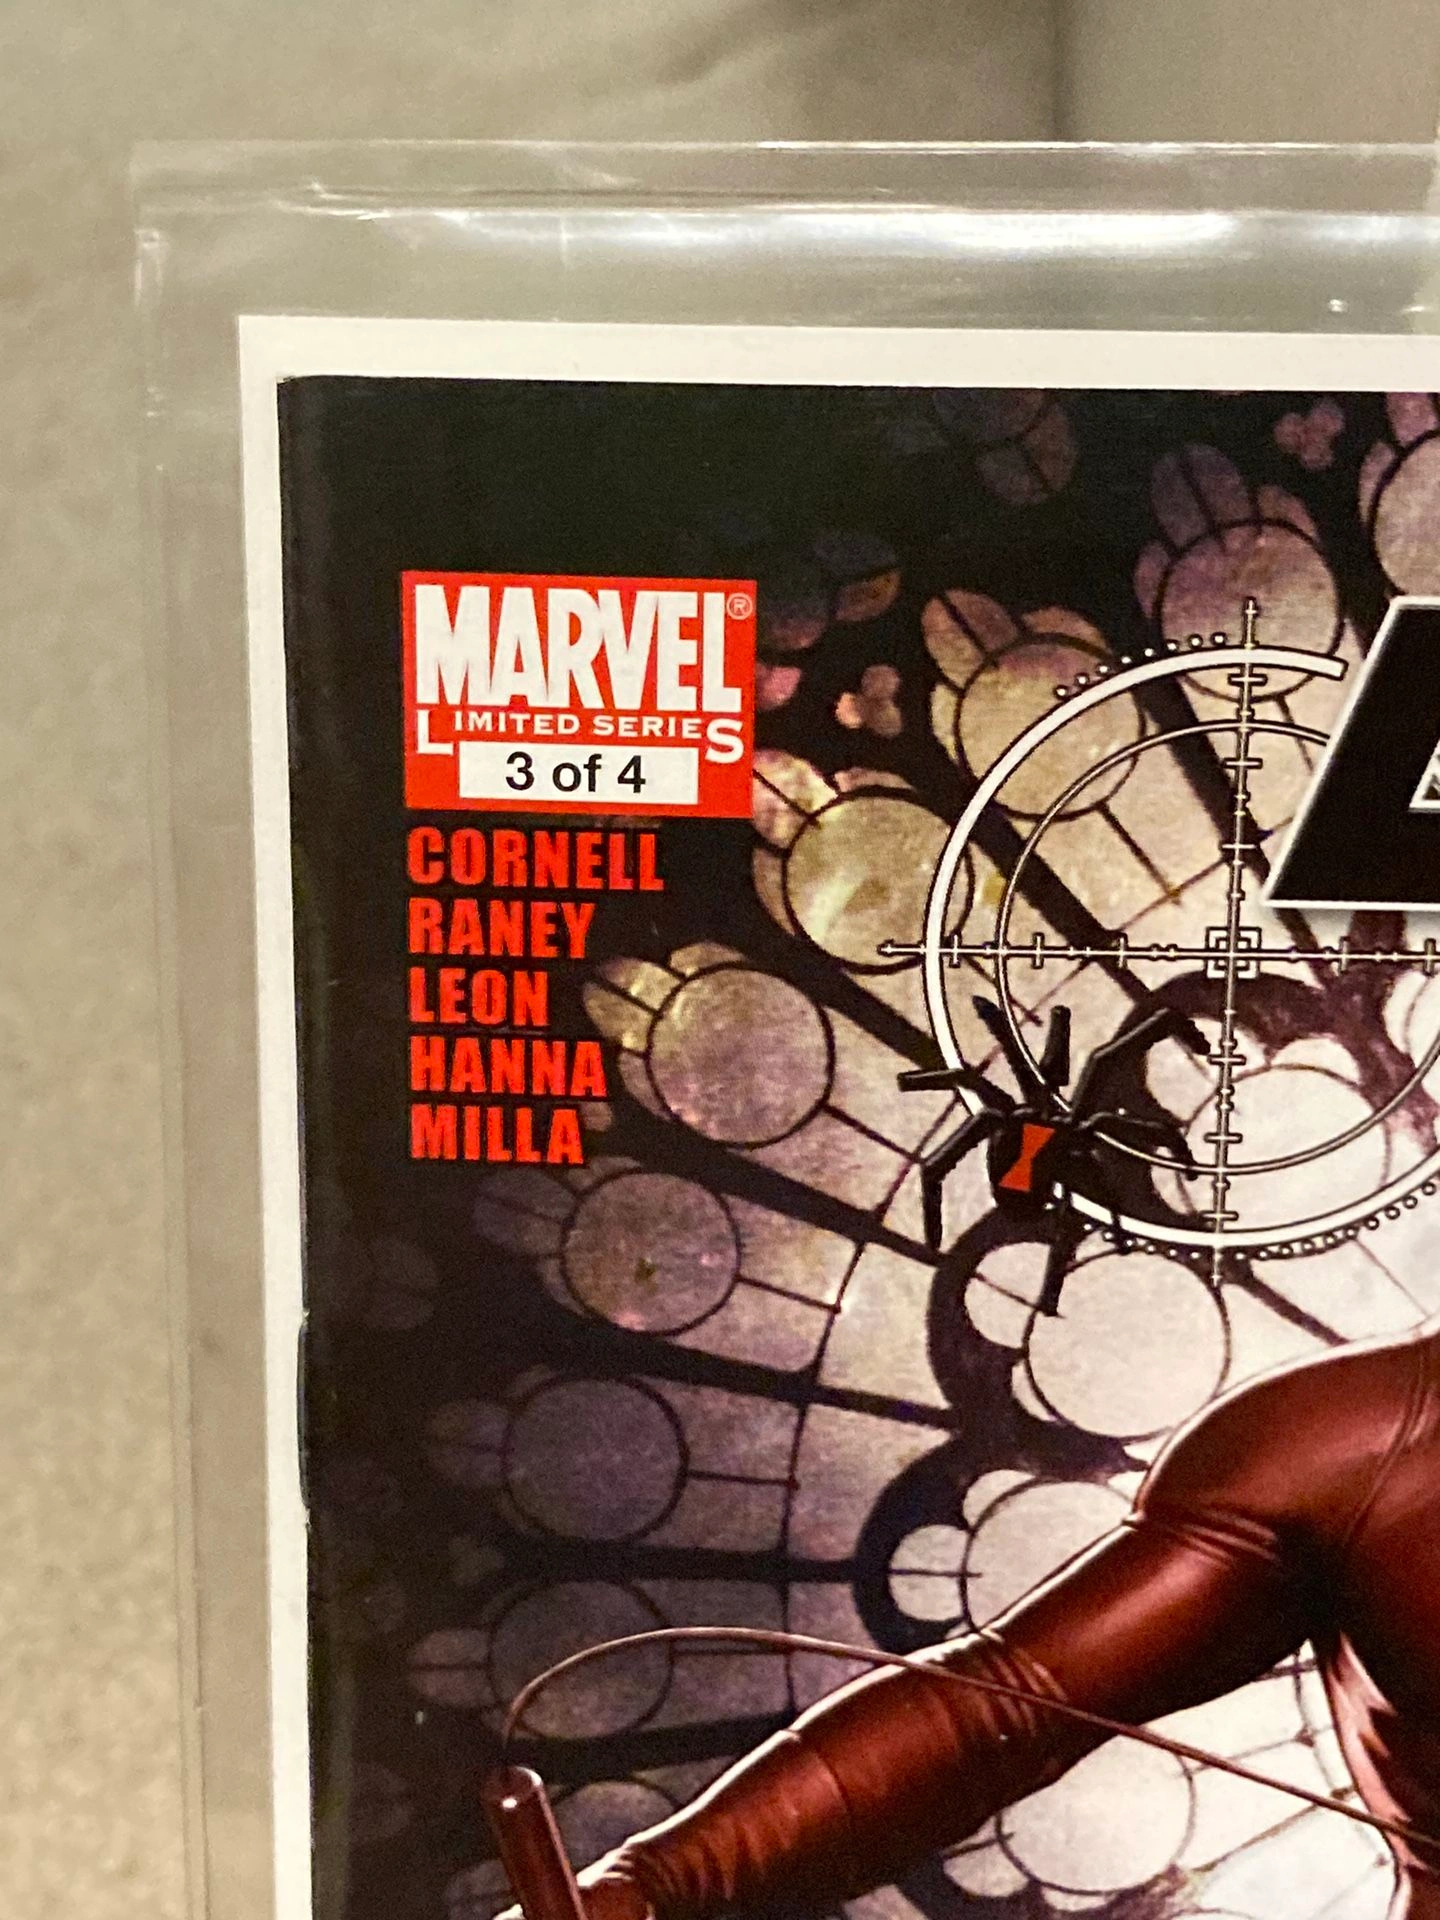 MARVEL®
LIMITED SERIES
3 of 4
CORNELL
RANEY
LEON
HANNA
MILLA